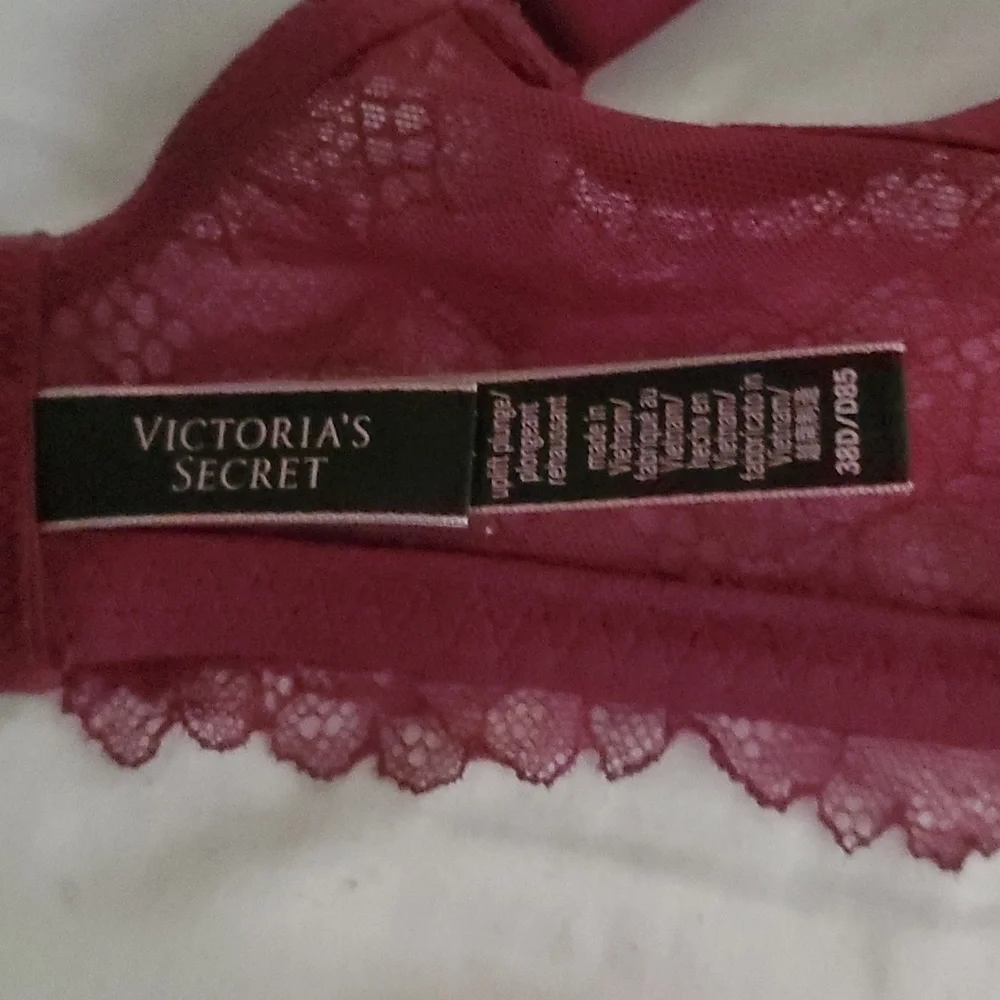 VICTORIA'S
SECRET
uplift plunge/
plongeant
rehaussant
made in
Vietnam/
fabriqué au
Vietnam/
hecho en
Vietnam/
fabricado in
Vietnam/
38D/D85